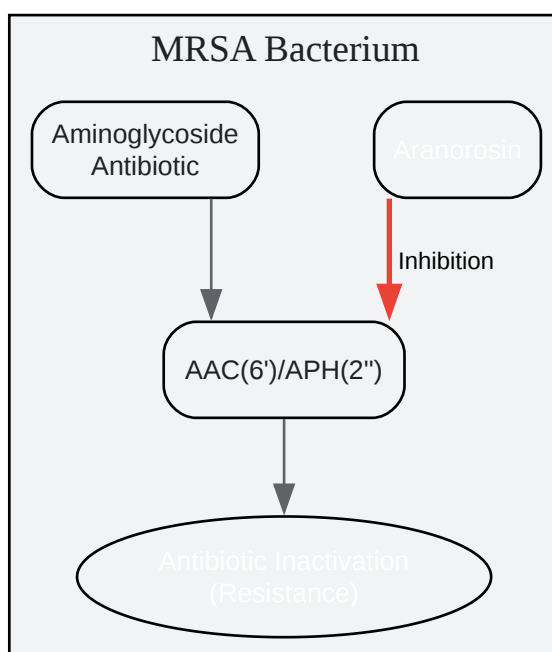 MRSA Bacterium
Aminoglycoside
Antibiotic
Aranorosin
Inhibition
AAC(6')/APH(2")
Antibiotic Inactivation
(Resistance)